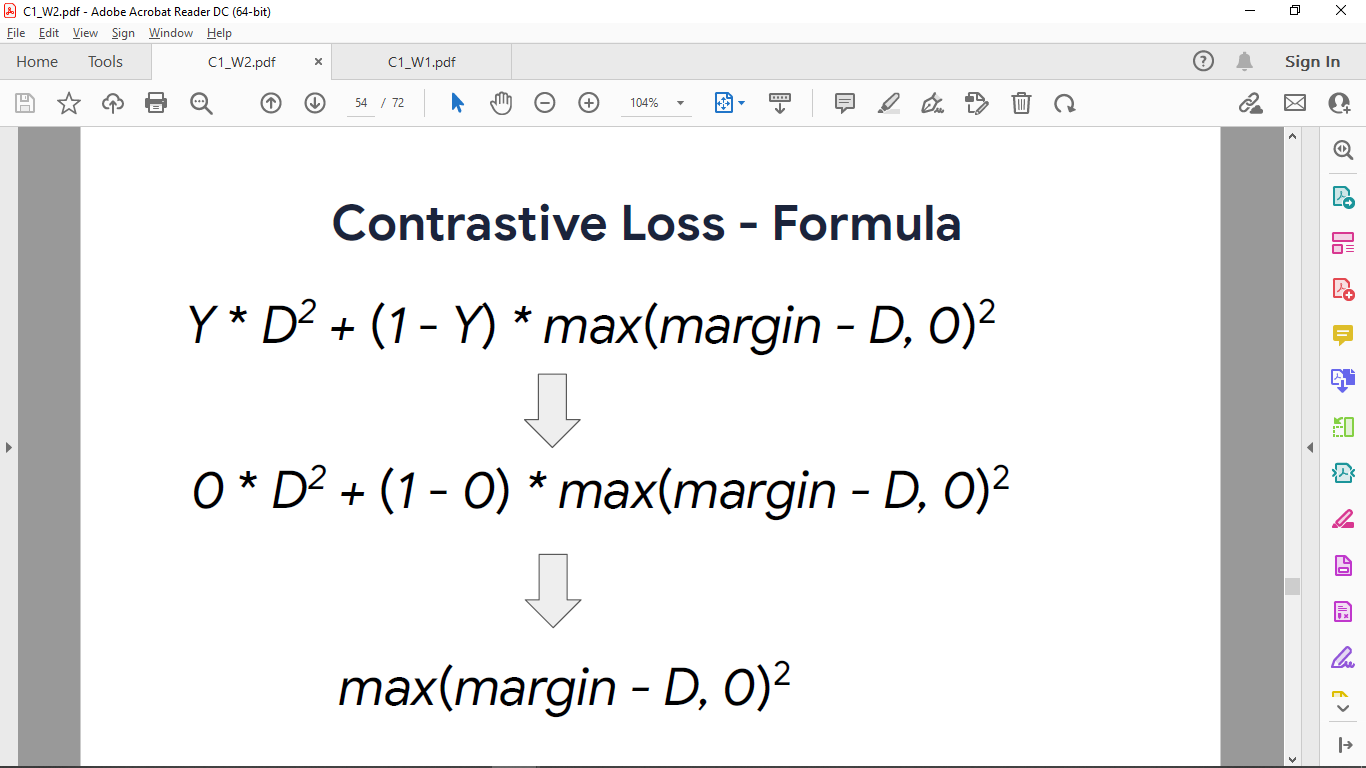 C1_W2.pdf - Adobe Acrobat Reader DC (64-bit)
File Edit View Sign Window Help
Home Tools C1_W2.pdf × C1_W1.pdf ? Sign In
54 / 72 104%
Contrastive Loss - Formula
Y * D² + (1 - Y) * max(margin - D, 0)²
0 * D² + (1 - 0) * max(margin - D, 0)²
max(margin - D, 0)²